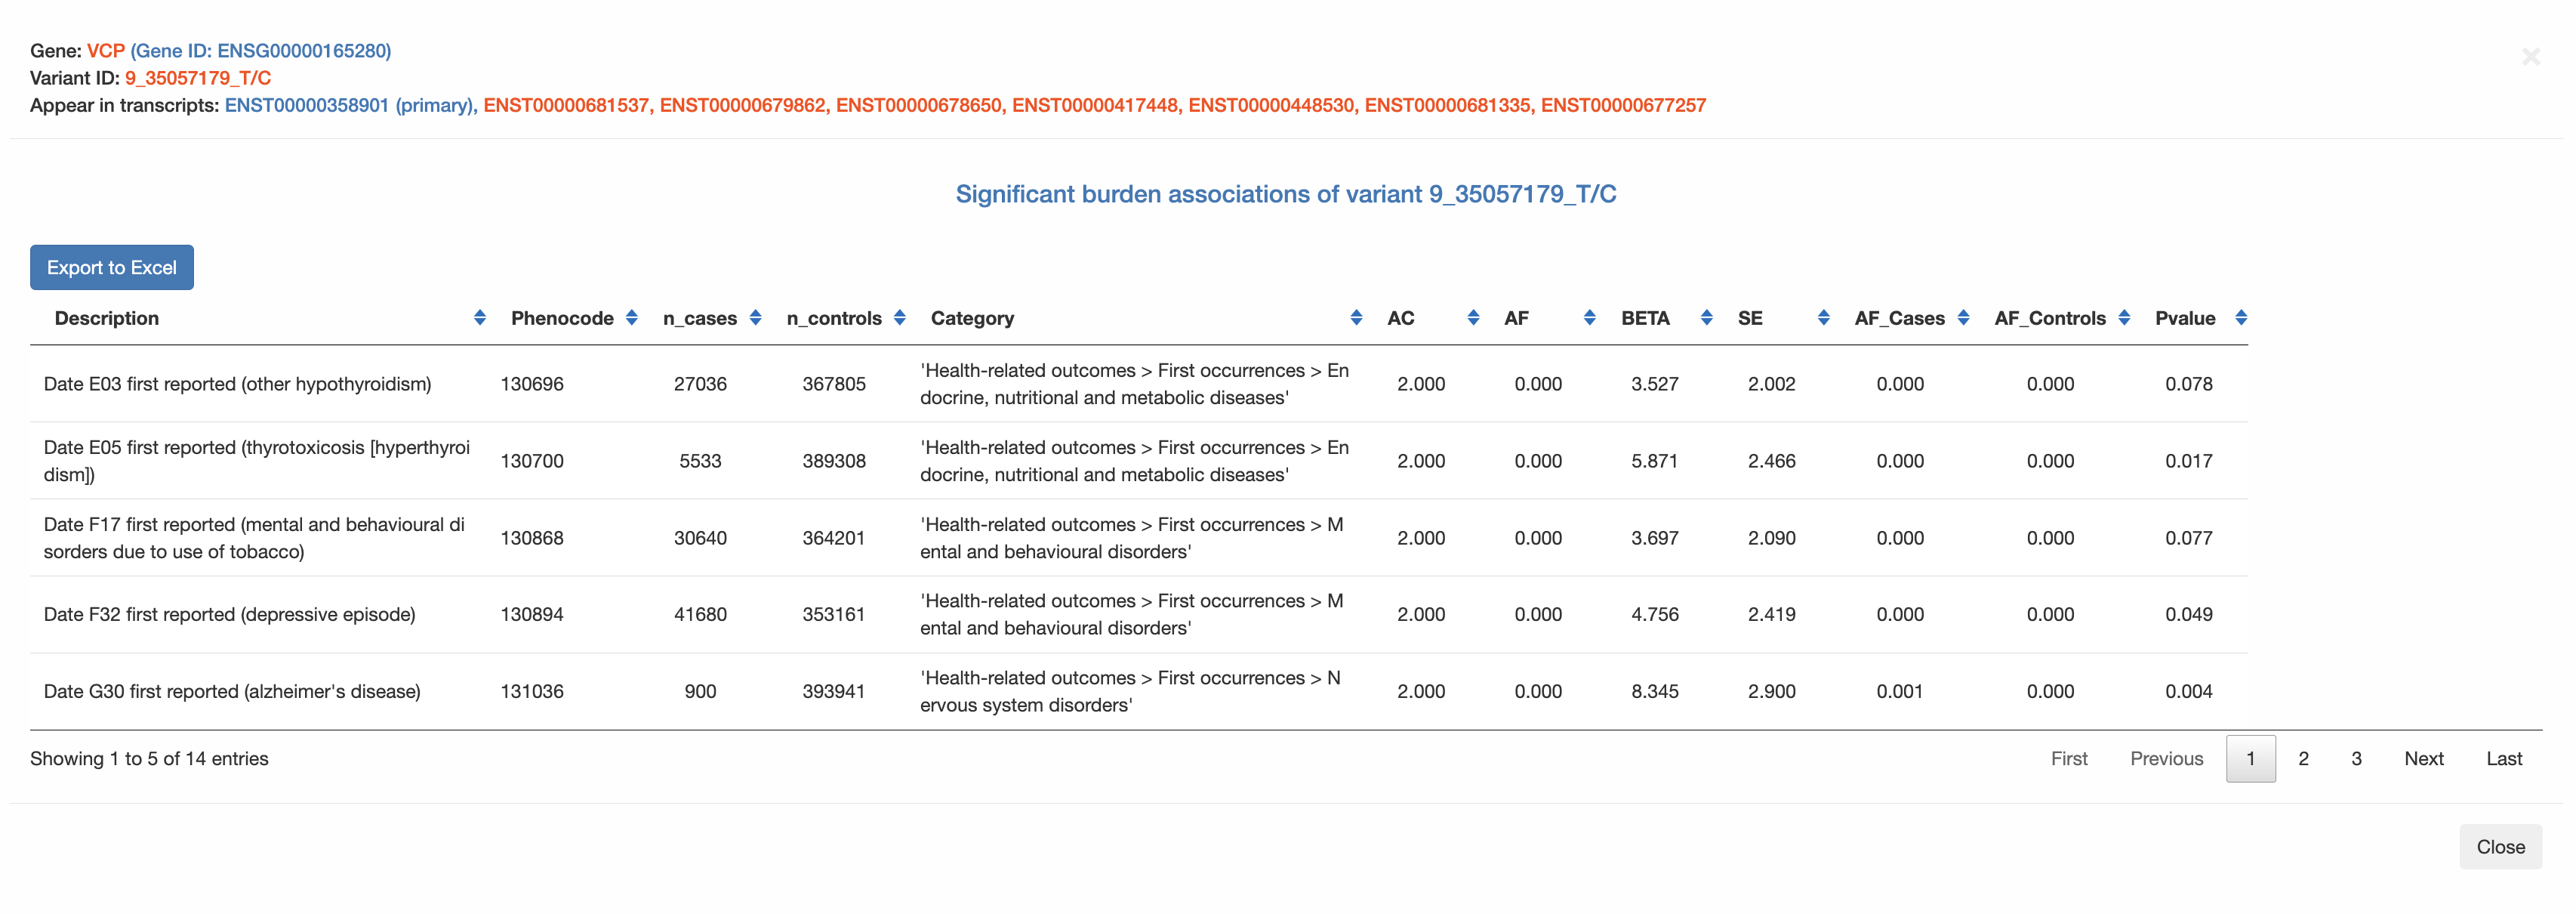 Gene: VCP (Gene ID: ENSG00000165280)
Variant ID: 9_35057179_T/C
Appear in transcripts: ENST00000358901 (primary), ENST00000681537, ENST00000679862, ENST00000678650, ENST00000417448, ENST00000448530, ENST00000681335, ENST00000677257
×
Significant burden associations of variant 9_35057179_T/C
Export to Excel
Description Phenocode n_cases n_controls Category AC AF BETA SE AF_Cases AF_Controls Pvalue
Date E03 first reported (other hypothyroidism) 130696 27036 367805 'Health-related outcomes > First occurrences > En
docrine, nutritional and metabolic diseases' 2.000 0.000 3.527 2.002 0.000 0.000 0.078
Date E05 first reported (thyrotoxicosis [hyperthyroi
dism]) 130700 5533 389308 'Health-related outcomes > First occurrences > En
docrine, nutritional and metabolic diseases' 2.000 0.000 5.871 2.466 0.000 0.000 0.017
Date F17 first reported (mental and behavioural di
sorders due to use of tobacco) 130868 30640 364201 'Health-related outcomes > First occurrences > M
ental and behavioural disorders' 2.000 0.000 3.697 2.090 0.000 0.000 0.077
Date F32 first reported (depressive episode) 130894 41680 353161 'Health-related outcomes > First occurrences > M
ental and behavioural disorders' 2.000 0.000 4.756 2.419 0.000 0.000 0.049
Date G30 first reported (alzheimer's disease) 131036 900 393941 'Health-related outcomes > First occurrences > N
ervous system disorders' 2.000 0.000 8.345 2.900 0.001 0.000 0.004
Showing 1 to 5 of 14 entries
First Previous 1 2 3 Next Last
Close